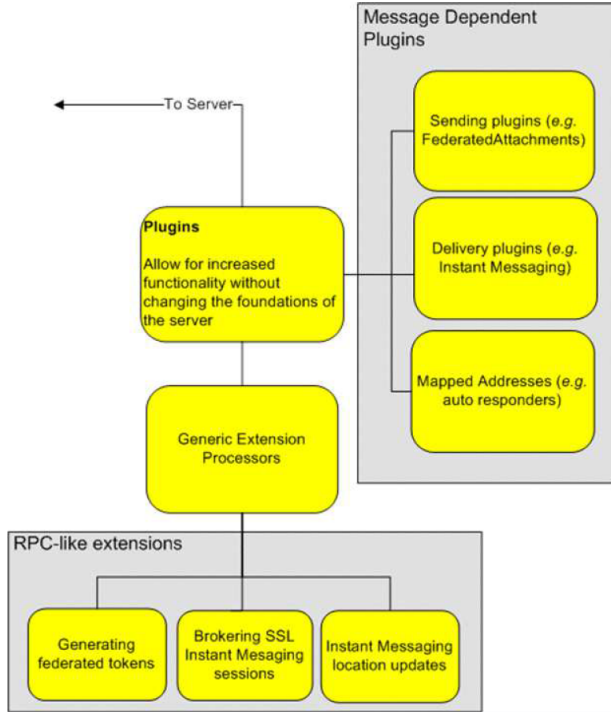 Message Dependent
Plugins
Sending plugins (e.g.
FederatedAttachments)
To Server
Plugins
Allow for increased
functionality without
changing the foundations of
the server
Delivery plugins (e.g.
Instant Messaging)
Mapped Addresses (e.g.
auto responders)
Generic Extension
Processors
RPC-like extensions
Generating
federated tokens
Brokering SSL
Instant Mesaging
sessions
Instant Messaging
location updates